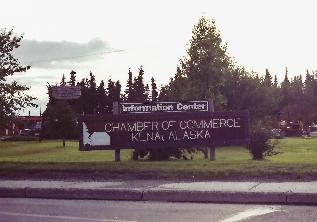 Information Center
CHAMBER OF COMMERCE
KENAI, ALASKA